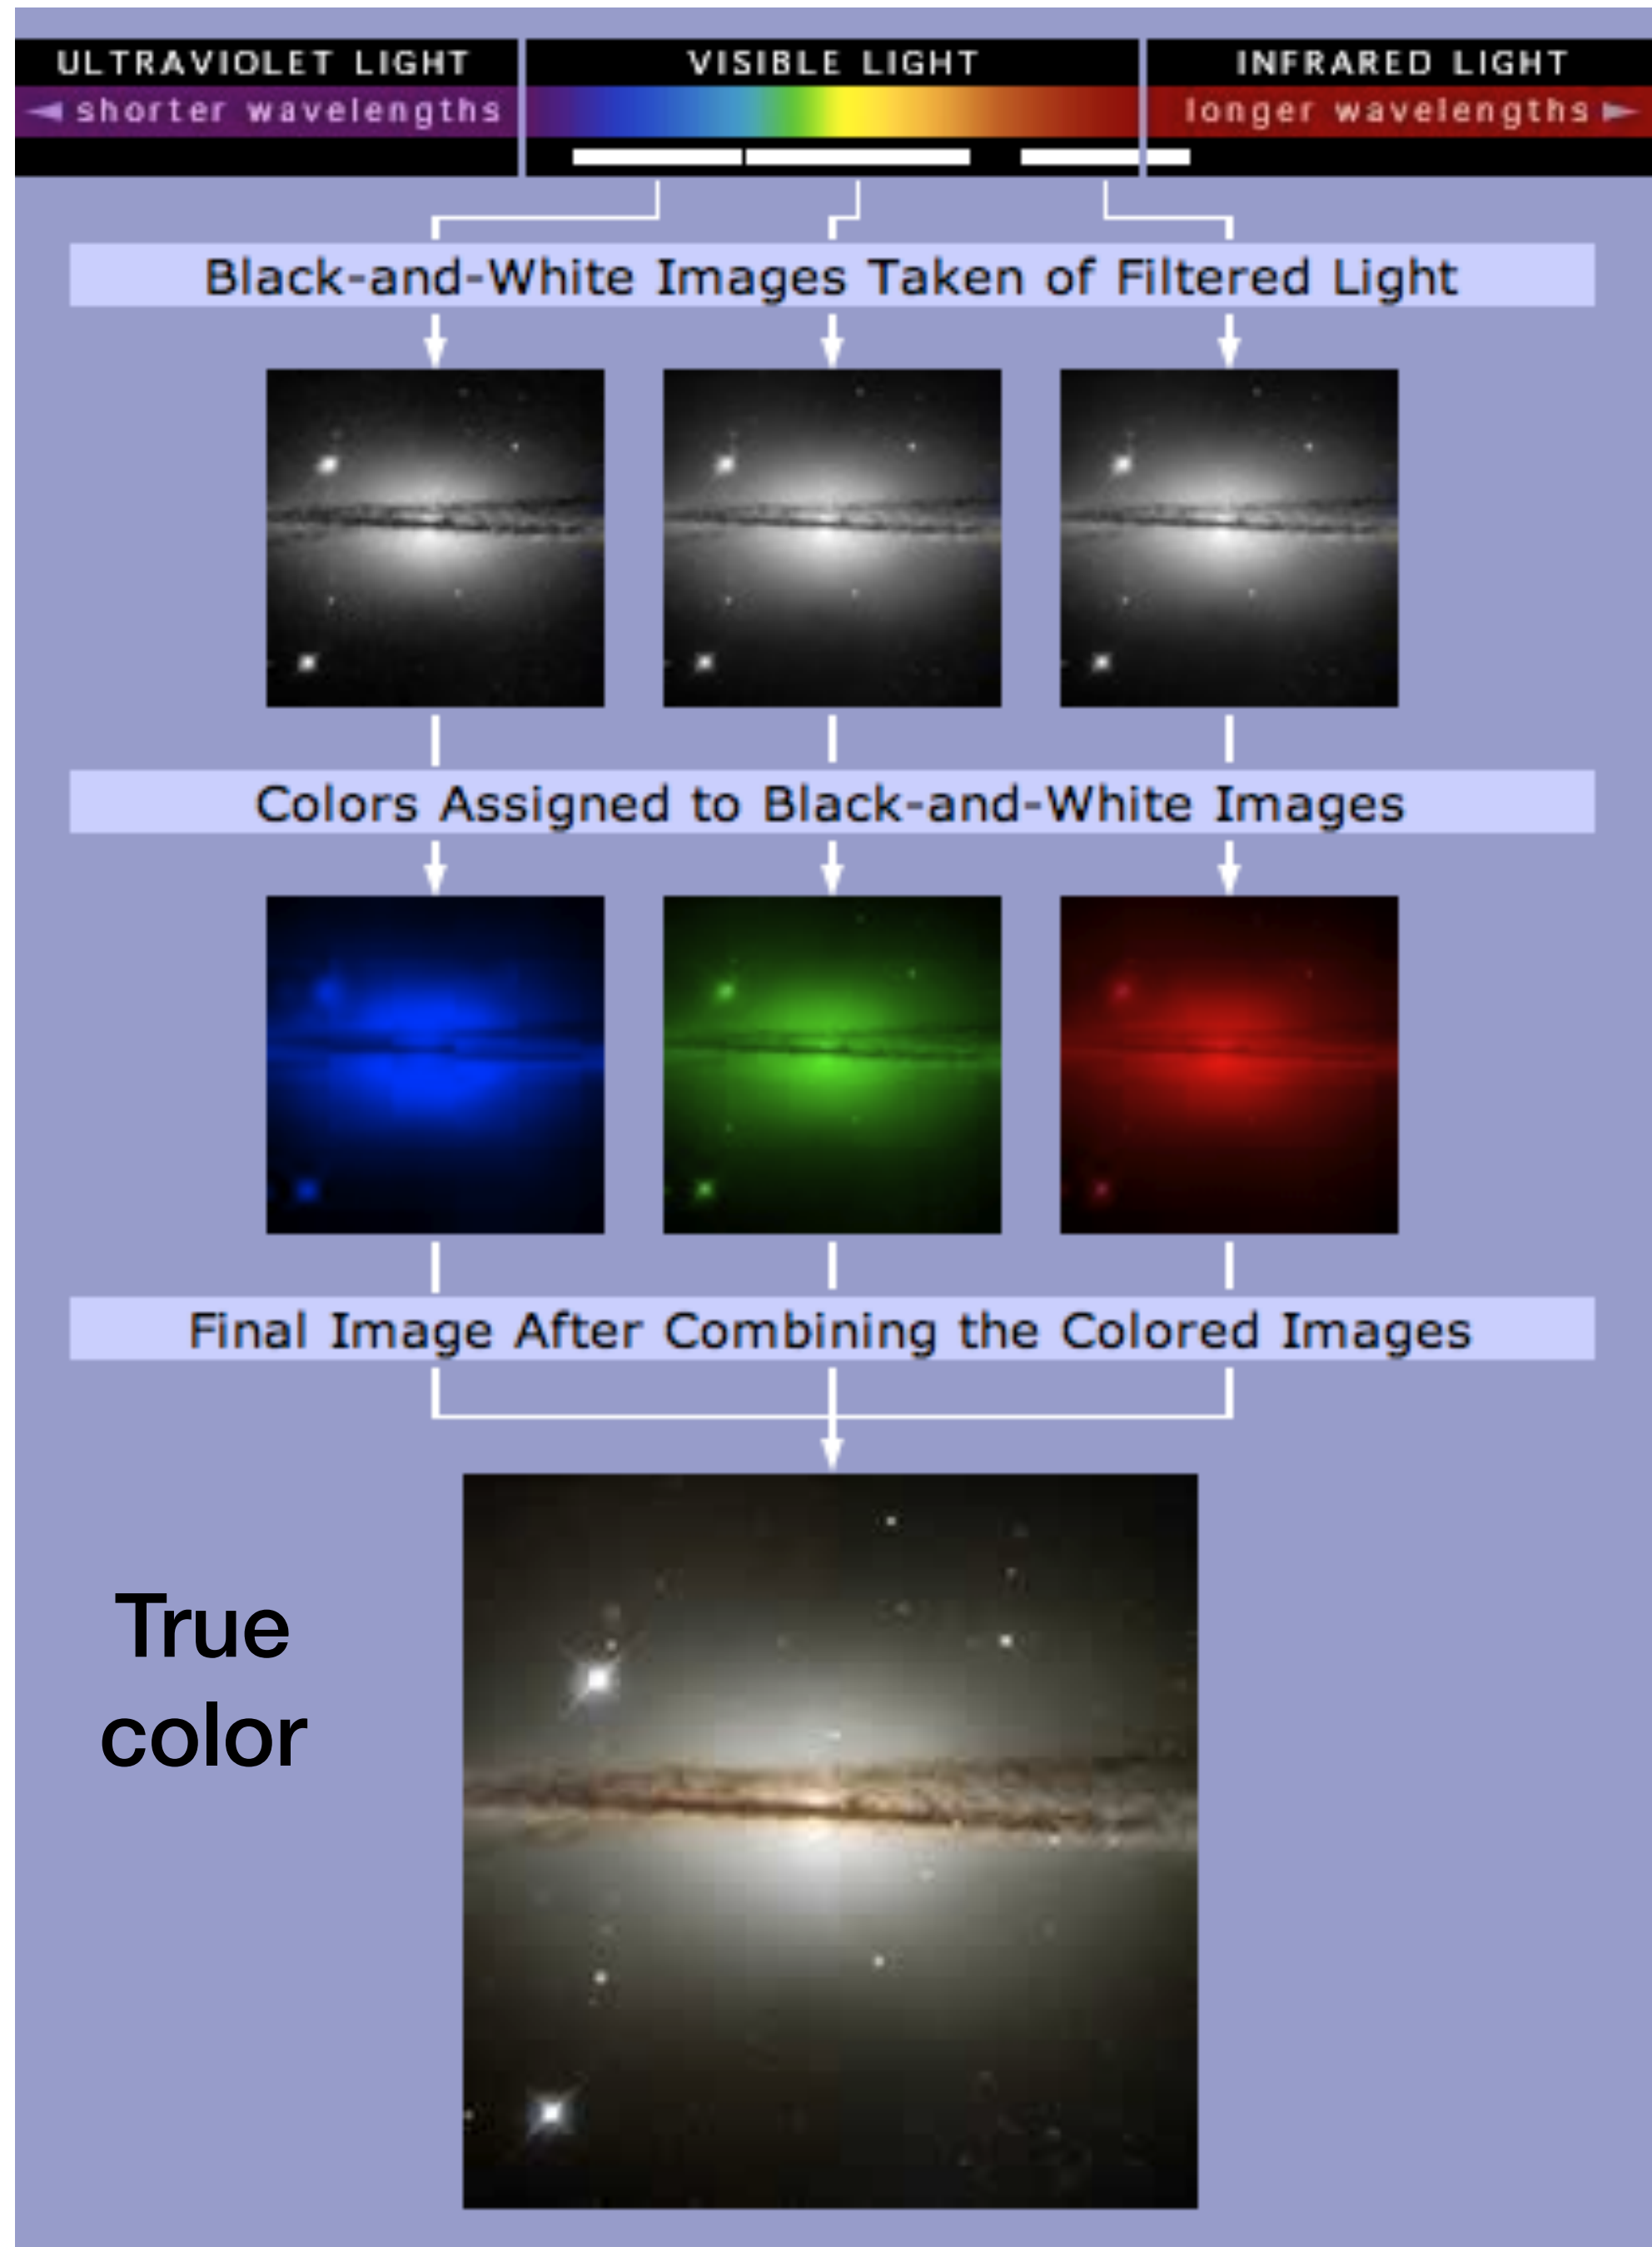 ULTRAVIOLET LIGHT
VISIBLE LIGHT
INFRARED LIGHT
shorter wavelengths
longer wavelengths
Black-and-White Images Taken of Filtered Light
Colors Assigned to Black-and-White Images
Final Image After Combining the Colored Images
True
color